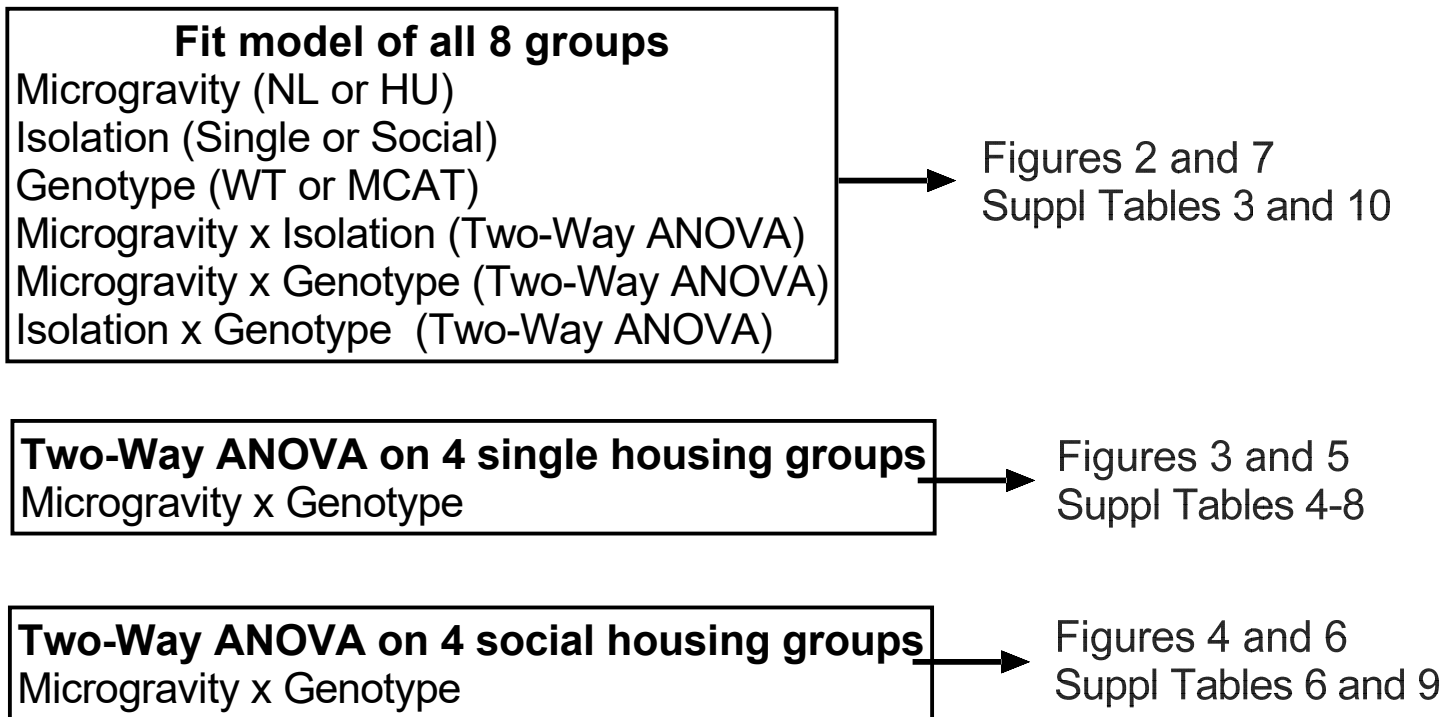 Fit model of all 8 groups
Microgravity (NL or HU)
Isolation (Single or Social)
Genotype (WT or MCAT)
Microgravity x Isolation (Two-Way ANOVA)
Microgravity x Genotype (Two-Way ANOVA)
Isolation x Genotype  (Two-Way ANOVA)
Figures 2 and 7
Suppl Tables 3 and 10
Two-Way ANOVA on 4 single housing groups
Microgravity x Genotype
Figures 3 and 5
Suppl Tables 4-8
Two-Way ANOVA on 4 social housing groups
Microgravity x Genotype
Figures 4 and 6
Suppl Tables 6 and 9